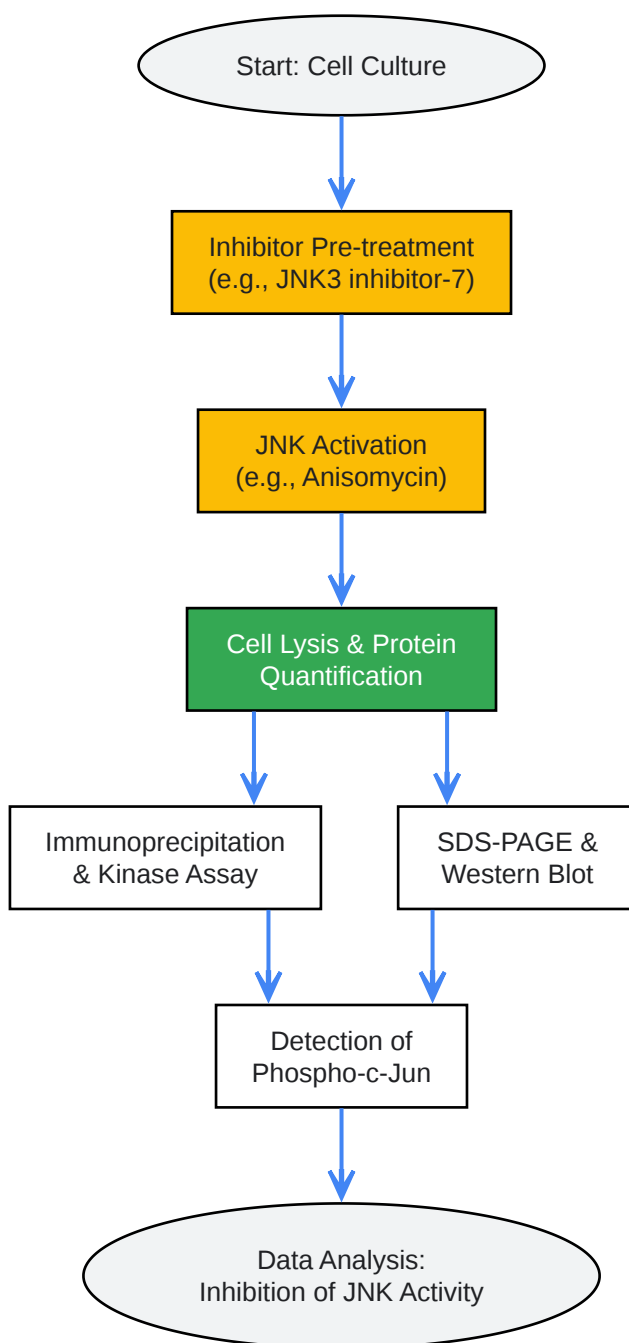 Start: Cell Culture
Inhibitor Pre-treatment
(e.g., JNK3 inhibitor-7)
JNK Activation
(e.g., Anisomycin)
Cell Lysis & Protein
Quantification
Immunoprecipitation
& Kinase Assay
SDS-PAGE &
Western Blot
Detection of
Phospho-c-Jun
Data Analysis:
Inhibition of JNK Activity